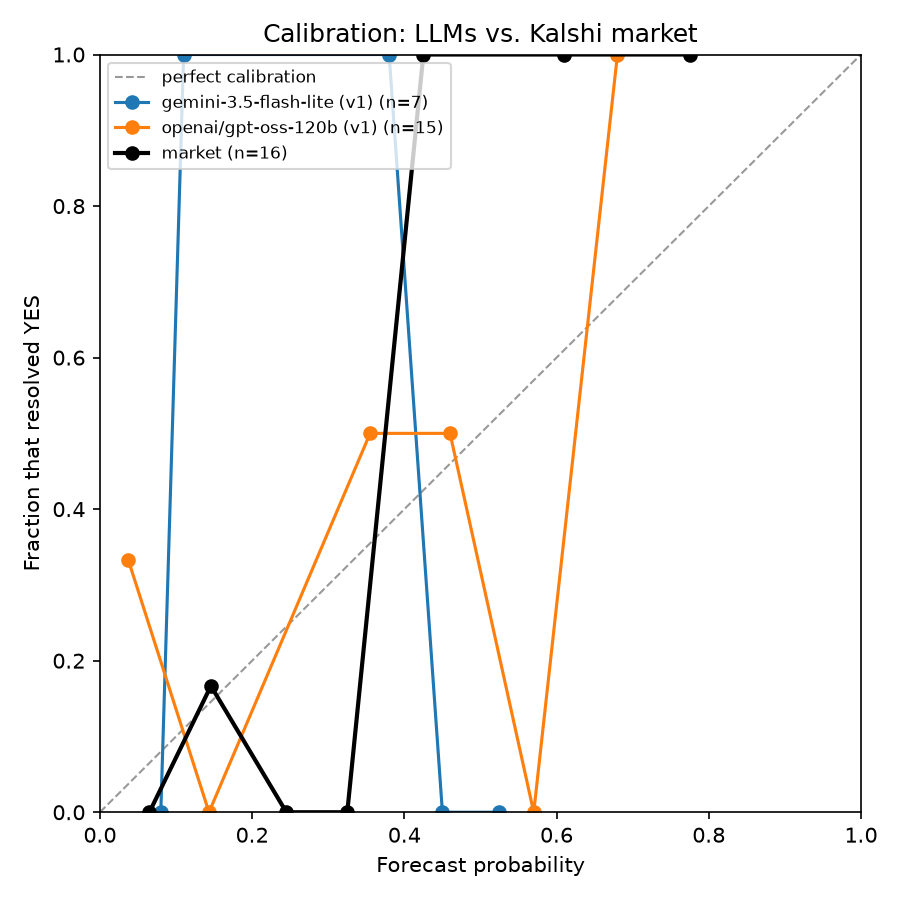 Calibration: LLMs vs. Kalshi market
perfect calibration
gemini-3.5-flash-lite (v1) (n=7)
openai/gpt-oss-120b (v1) (n=15)
market (n=16)
Fraction that resolved YES
1.0
0.8
0.6
0.4
0.2
0.0
0.0 0.2 0.4 0.6 0.8 1.0
Forecast probability